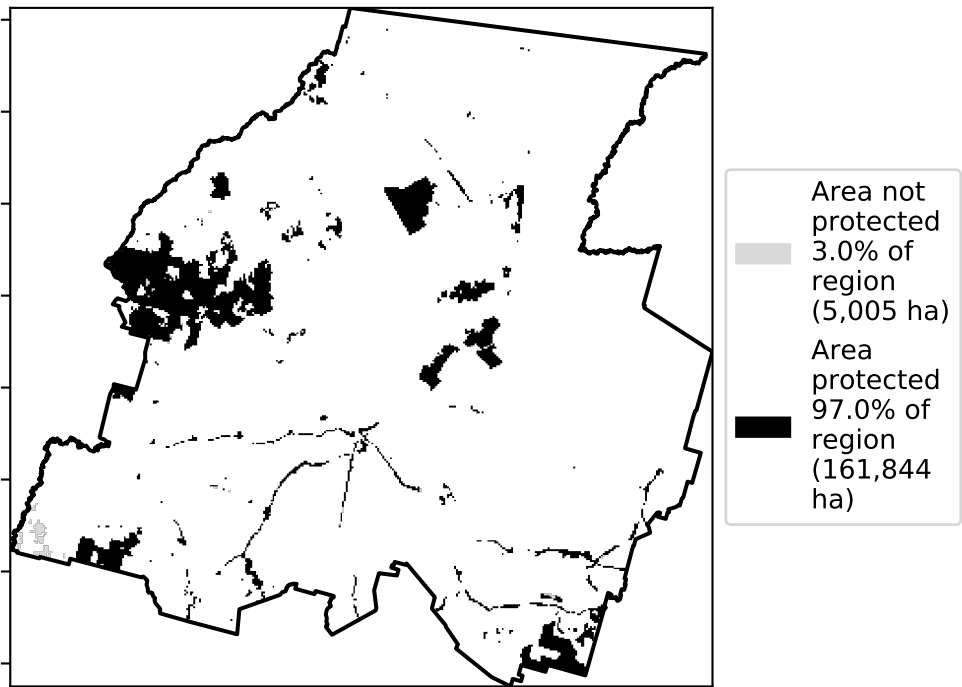 Area not
protected
3.0% of
region
(5,005 ha)
Area
protected
97.0% of
region
(161,844
ha)